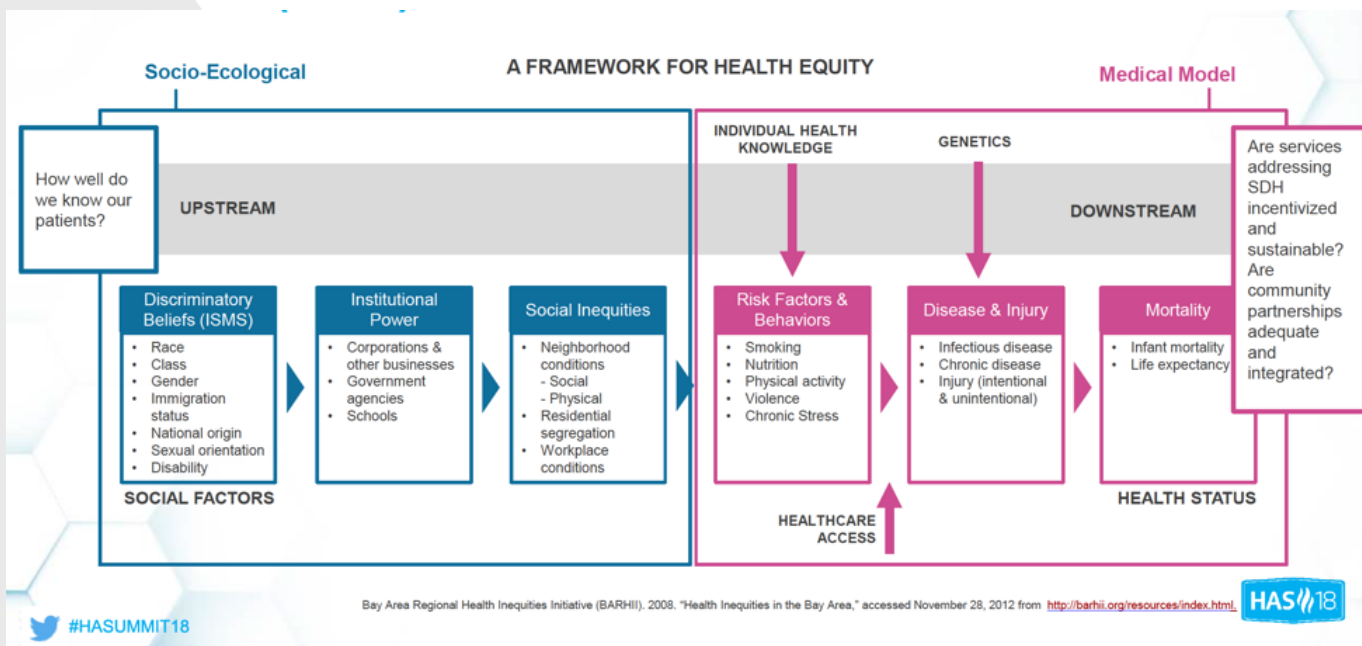 A FRAMEWORK FOR HEALTH EQUITY
Socio-Ecological
Medical Model
How well do
we know our
patients?
UPSTREAM
INDIVIDUAL HEALTH
KNOWLEDGE
GENETICS
DOWNSTREAM
Are services
addressing
SDH
incentivized
and
sustainable?
Are
community
partnerships
adequate
and
integrated?
Discriminatory
Beliefs (ISMS)
• Race
• Class
• Gender
• Immigration
status
• National origin
• Sexual orientation
• Disability
Institutional
Power
• Corporations &
other businesses
• Government
agencies
• Schools
Social Inequities
• Neighborhood
conditions
- Social
- Physical
• Residential
segregation
• Workplace
conditions
Risk Factors &
Behaviors
• Smoking
• Nutrition
• Physical activity
• Violence
• Chronic Stress
Disease & Injury
• Infectious disease
• Chronic disease
• Injury (intentional
& unintentional)
Mortality
• Infant mortality
• Life expectancy
SOCIAL FACTORS
HEALTHCARE
ACCESS
HEALTH STATUS
Bay Area Regional Health Inequities Initiative (BARHII). 2008. "Health Inequities in the Bay Area," accessed November 28, 2012 from http://barhii.org/resources/index.html.
HAS 18
#HASUMMIT18